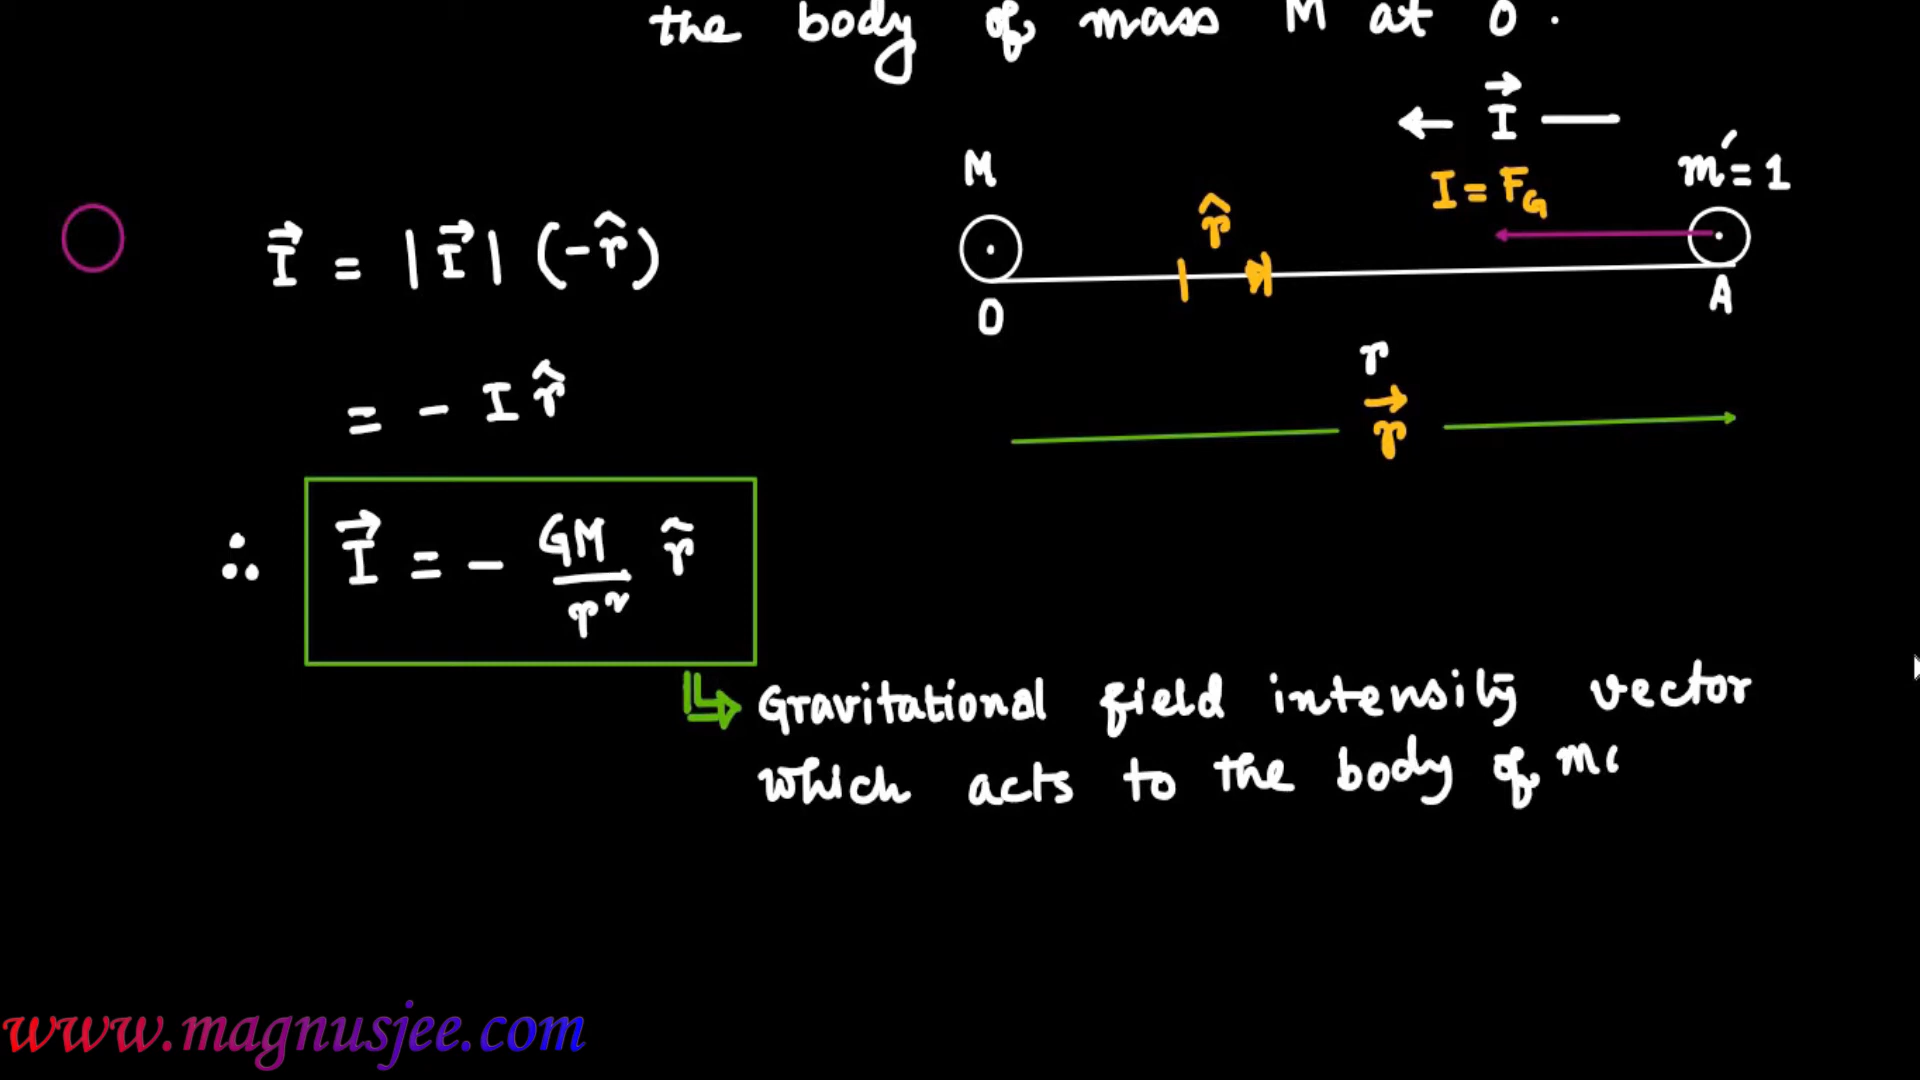 the body of mass M at O.
← I⃗ —
M
m′ = 1
r̂
I = F_G
I⃗ = |I⃗| (-r̂)
O
A
r
= - I r̂
r⃗
∴ I⃗ = - GM/r² r̂
Gravitational field intensity vector
which acts to the body of m
www.magnusjee.com